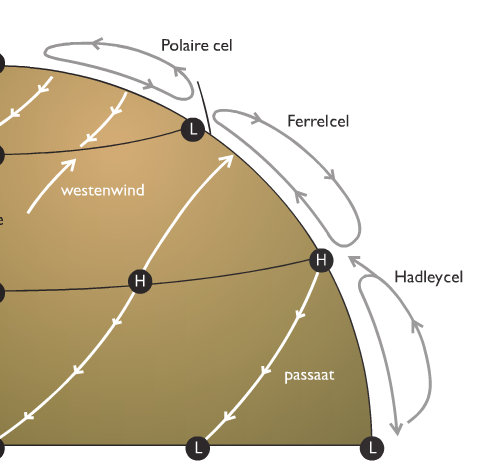 Polaire cel
Ferrelcel
L
westenwind
e
H
Hadleycel
H
passaat
L
L